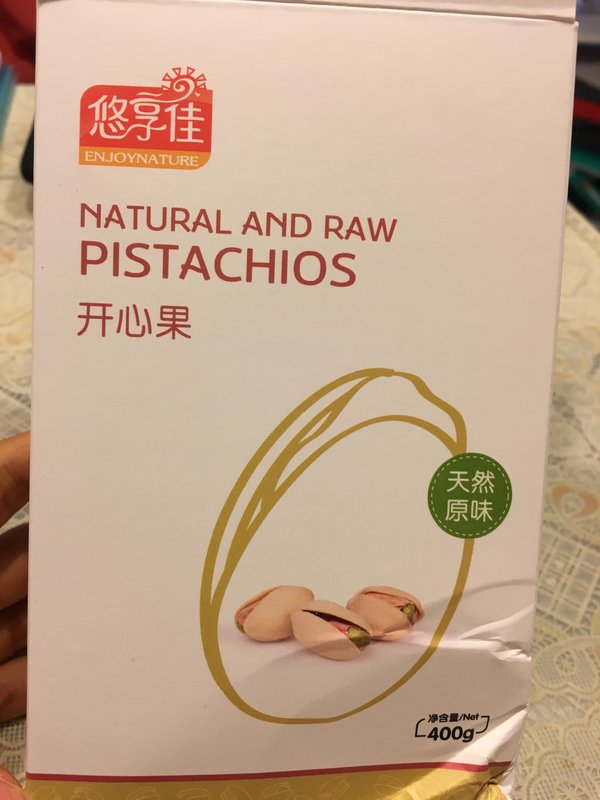 悠享佳
ENJOYNATURE
NATURAL AND RAW
PISTACHIOS
开心果
天然
原味
净含量/Net
400g